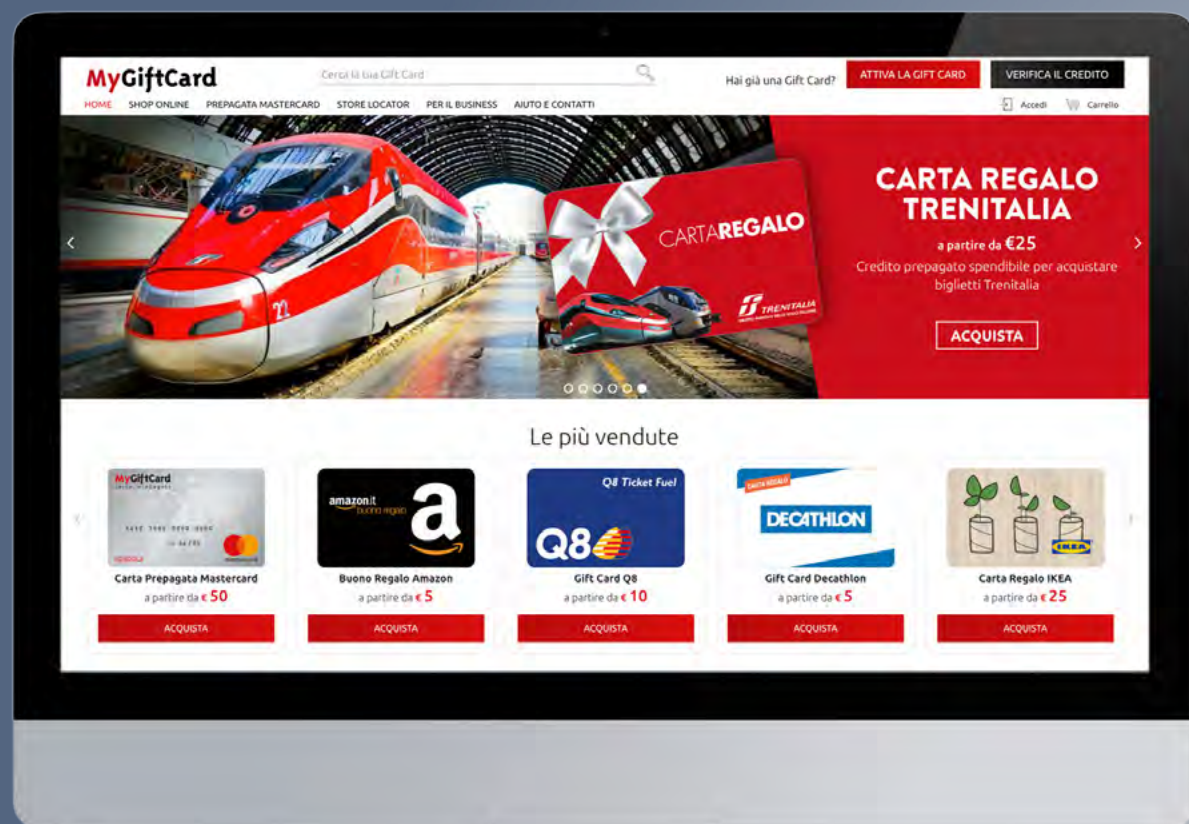 MyGiftCard
Cerca la tua Gift Card
Hai già una Gift Card?
ATTIVA LA GIFT CARD
VERIFICA IL CREDITO
HOME SHOP ONLINE PREPAGATA MASTERCARD STORE LOCATOR PER IL BUSINESS AIUTO E CONTATTI
Accedi
Carrello
CARTAREGALO
TRENITALIA
CARTA REGALO
TRENITALIA
a partire da €25
Credito prepagato spendibile per acquistare
biglietti Trenitalia
ACQUISTA
Le più vendute
MyGiftCard
Carta Prepagata Mastercard
a partire da € 50
ACQUISTA
amazon.it
buono regalo
Buono Regalo Amazon
a partire da € 5
ACQUISTA
Q8 Ticket Fuel
Q8
Gift Card Q8
a partire da € 10
ACQUISTA
CARTA REGALO
DECATHLON
Gift Card Decathlon
a partire da € 5
ACQUISTA
IKEA
Carta Regalo IKEA
a partire da € 25
ACQUISTA